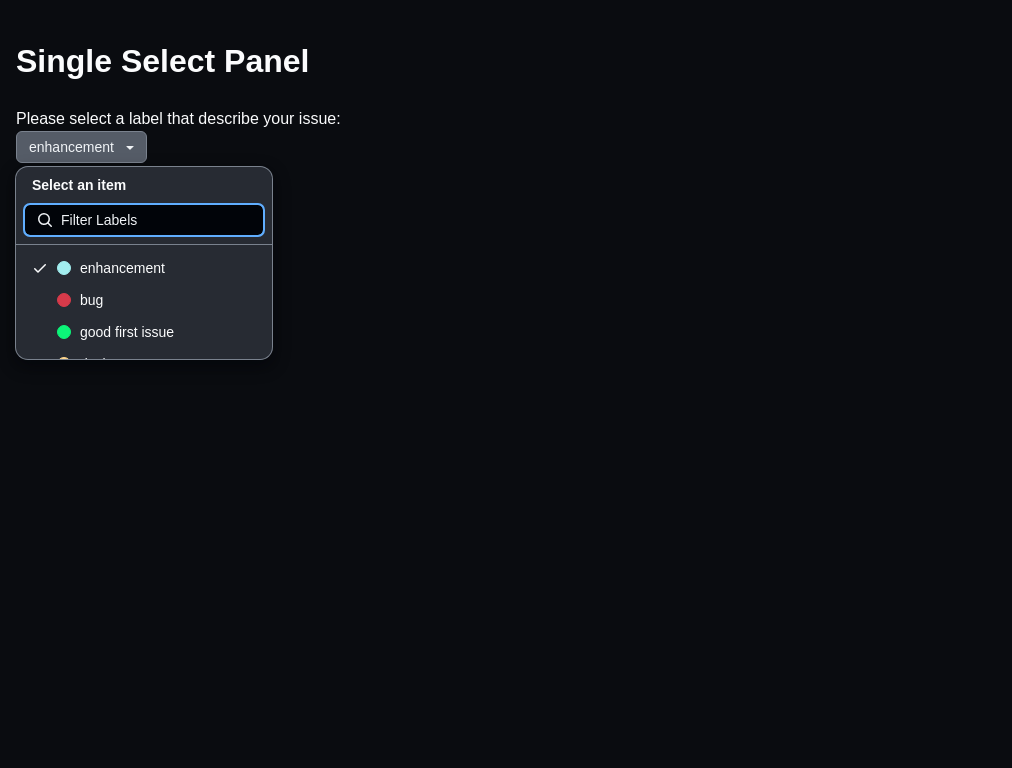 Single Select Panel
Please select a label that describe your issue:
enhancement
Select an item
Filter Labels
enhancement
bug
good first issue